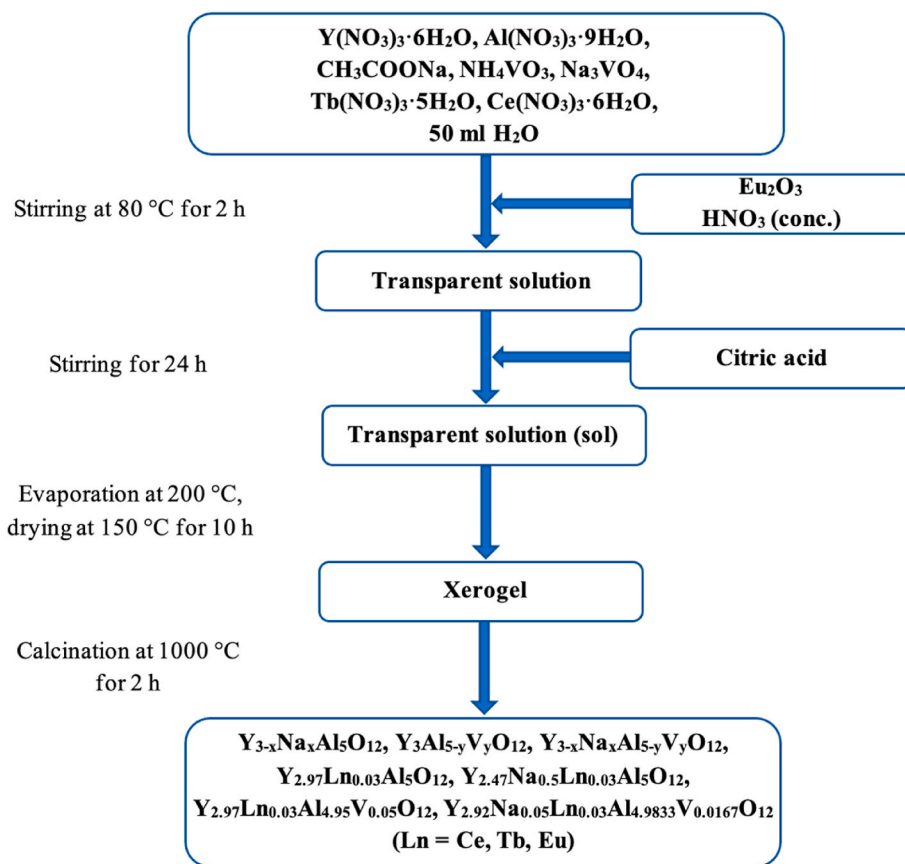 Y(NO₃)₃·6H₂O, Al(NO₃)₃·9H₂O,
CH₃COONa, NH₄VO₃, Na₃VO₄,
Tb(NO₃)₃·5H₂O, Ce(NO₃)₃·6H₂O,
50 ml H₂O
Stirring at 80 °C for 2 h
Eu₂O₃
HNO₃ (conc.)
Transparent solution
Stirring for 24 h
Citric acid
Transparent solution (sol)
Evaporation at 200 °C,
drying at 150 °C for 10 h
Xerogel
Calcination at 1000 °C
for 2 h
Y₃₋ₓNaₓAl₅O₁₂, Y₃Al₅₋yVyO₁₂, Y₃₋ₓNaₓAl₅₋yVyO₁₂,
Y₂.₉₇Ln₀.₀₃Al₅O₁₂, Y₂.₄₇Na₀.₅Ln₀.₀₃Al₅O₁₂,
Y₂.₉₇Ln₀.₀₃Al₄.₉₅V₀.₀₅O₁₂, Y₂.₉₂Na₀.₀₅Ln₀.₀₃Al₄.₉₈₃₃V₀.₀₁₆₇O₁₂
(Ln = Ce, Tb, Eu)